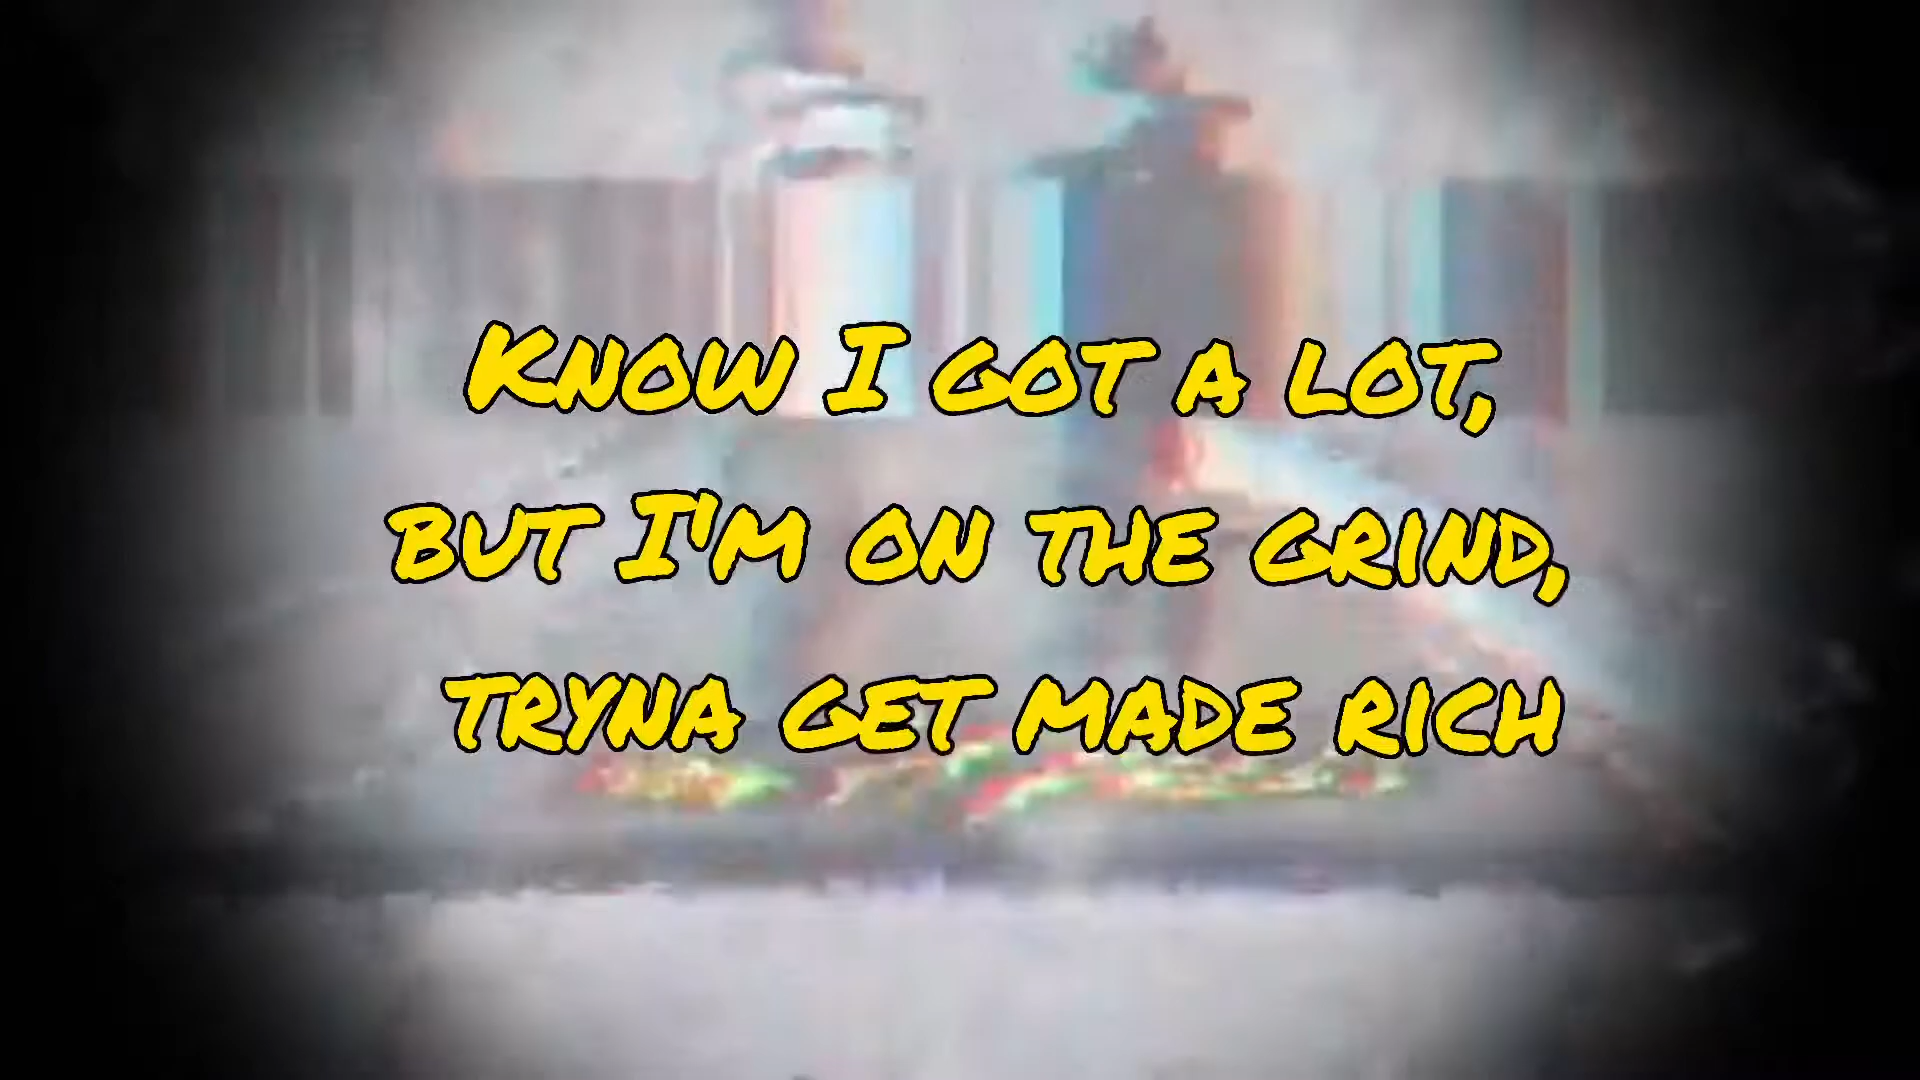 Know I got a lot,
but I'm on the grind,
tryna get made rich